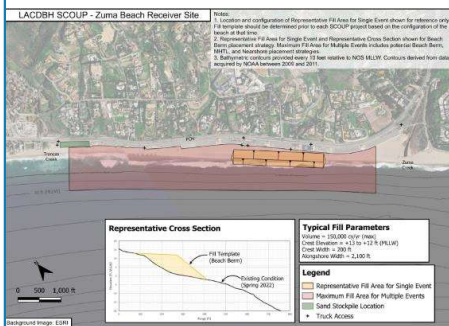 LACDBH SCOUP - Zuma Beach Receiver Site
Notes:
1. Location and configuration of Representative Fill Area for Single Event shown for reference only.
Fill template should be determined prior to each SCOUP project based on the configuration of the
beach at that time.
2. Representative Fill Area for Single Event and Representative Cross Section shown for Beach
Berm placement strategy. Maximum Fill Area for Multiple Events includes potential Beach Berm,
MHTL, and Nearshore placement strategies.
3. Bathymetric contours provided every 10 feet relative to NOS MLLW. Contours derived from data
acquired by NOAA between 2009 and 2011.
PCH
Trancas
Creek
Zuma
Creek
Representative Cross Section
Fill Template
(Beach Berm)
Existing Condition
(Spring 2022)
Typical Fill Parameters
Volume = 150,000 cy/yr (max)
Crest Elevation = +13 to +12 ft (MLLW)
Crest Width = 200 ft
Alongshore Width = 2,100 ft
Legend
Representative Fill Area for Single Event
Maximum Fill Area for Multiple Events
Sand Stockpile Location
Truck Access
0 500 1,000 ft
Background Image: ESRI